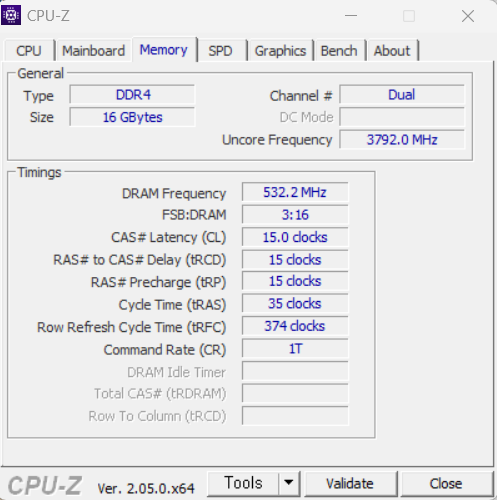 CPU-Z
CPU Mainboard Memory SPD Graphics Bench About
General
Type DDR4 Channel # Dual
Size 16 GBytes DC Mode
Uncore Frequency 3792.0 MHz
Timings
DRAM Frequency 532.2 MHz
FSB:DRAM 3:16
CAS# Latency (CL) 15.0 clocks
RAS# to CAS# Delay (tRCD) 15 clocks
RAS# Precharge (tRP) 15 clocks
Cycle Time (tRAS) 35 clocks
Row Refresh Cycle Time (tRFC) 374 clocks
Command Rate (CR) 1T
DRAM Idle Timer
Total CAS# (tRDRAM)
Row To Column (tRCD)
CPU-Z Ver. 2.05.0.x64 Tools Validate Close